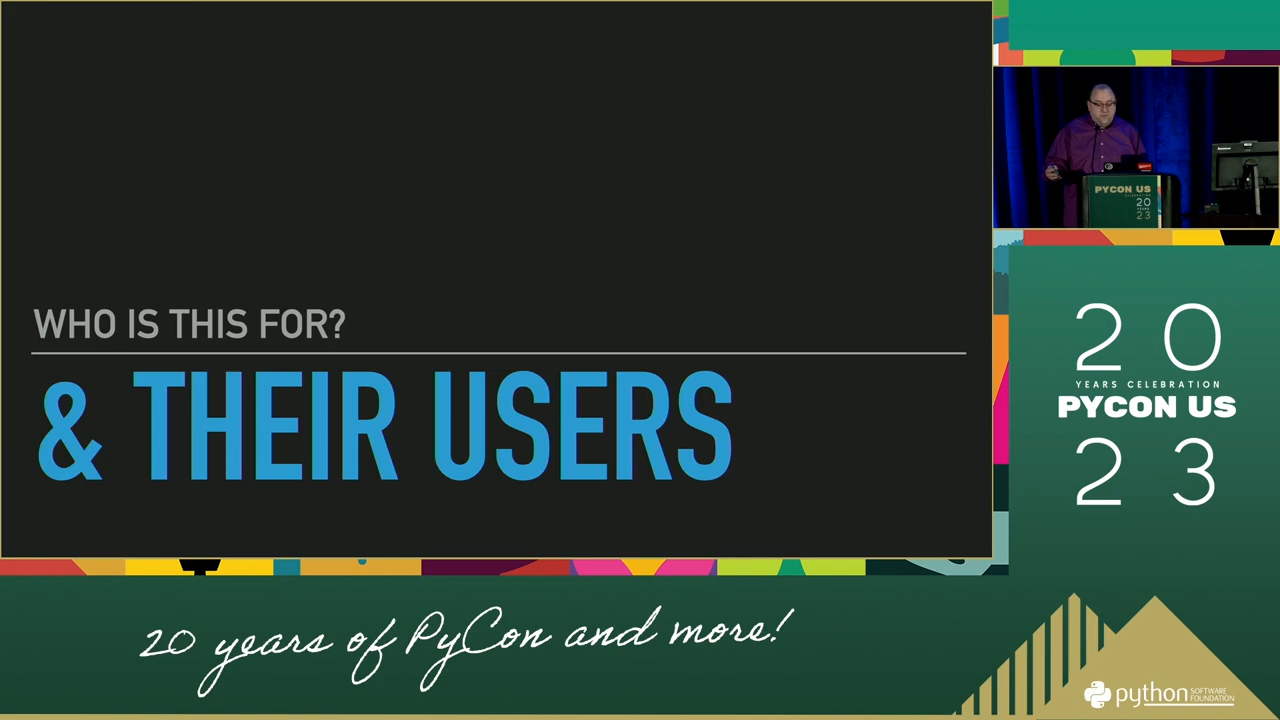 WHO IS THIS FOR?
& THEIR USERS
PYCON US
20
23
20
YEARS CELEBRATION
PYCON US
23
20 years of PyCon and more!
python SOFTWARE
FOUNDATION